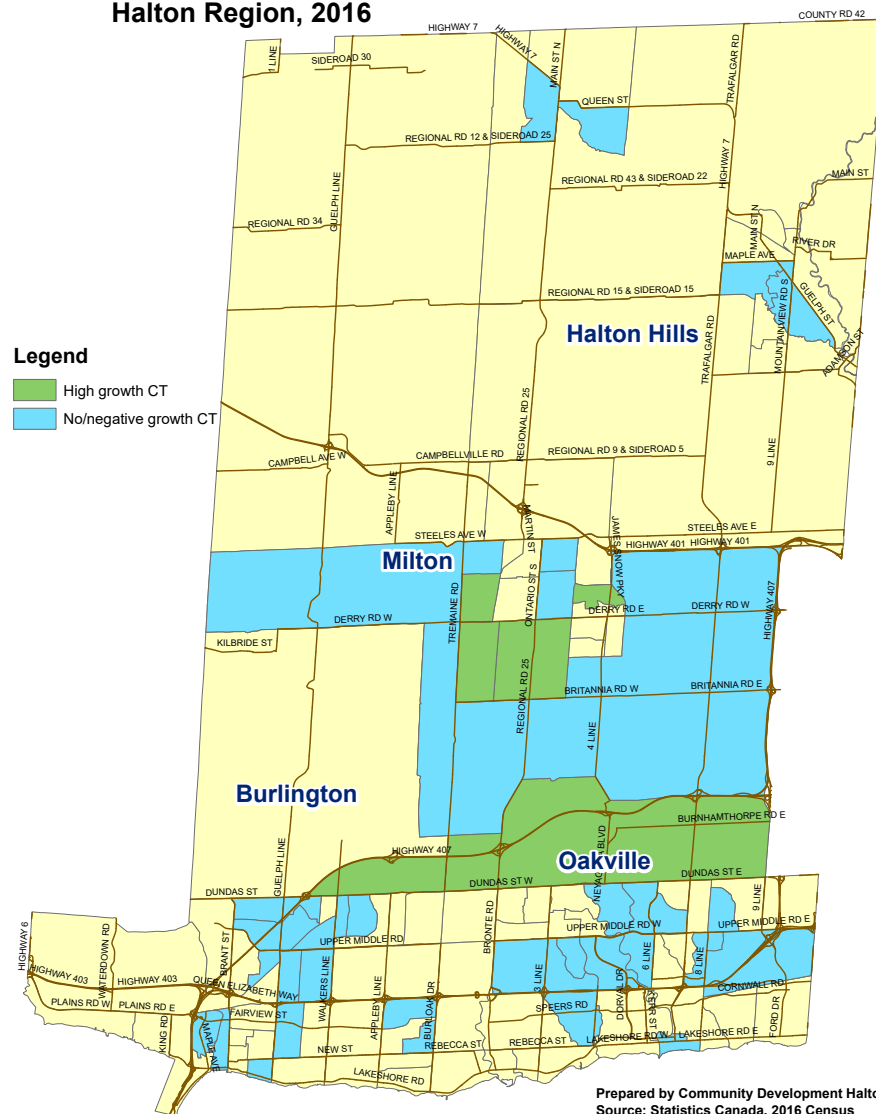 Halton Region, 2016
COUNTY RD 42
HIGHWAY 7
HIGHWAY 7
1 LINE
SIDEROAD 30
MAIN ST N
TRAFALGAR RD
QUEEN ST
REGIONAL RD 12 & SIDEROAD 25
HIGHWAY 7
GUELPH LINE
REGIONAL RD 43 & SIDEROAD 22
MAIN ST
REGIONAL RD 34
MAIN ST N
RIVER DR
MAPLE AVE
REGIONAL RD 15 & SIDEROAD 15
MOUNTAINVIEW RD S
GUELPH ST
Halton Hills
TRAFALGAR RD
ADAMSON ST
Legend
High growth CT
No/negative growth CT
REGIONAL RD 25
CAMPBELL AVE W
CAMPBELLVILLE RD
REGIONAL RD 9 & SIDEROAD 5
9 LINE
APPLEBY LINE
MARTIN ST
JAMES SNOW PKY
STEELES AVE W
STEELES AVE E
HIGHWAY 401
HIGHWAY 401
Milton
TREMAINE RD
ONTARIO ST S
DERRY RD W
DERRY RD E
DERRY RD W
HIGHWAY 407
KILBRIDE ST
REGIONAL RD 25
BRITANNIA RD W
BRITANNIA RD E
4 LINE
Burlington
BURNHAMTHORPE RD E
HIGHWAY 407
Oakville
GUELPH LINE
DUNDAS ST
DUNDAS ST W
DUNDAS ST E
HIGHWAY 6
WATERDOWN RD
BRANT ST
UPPER MIDDLE RD
BRONTE RD
UPPER MIDDLE RD W
UPPER MIDDLE RD E
9 LINE
HIGHWAY 403
HIGHWAY 403
QUEEN ELIZABETH WAY
WALKERS LINE
APPLEBY LINE
BURLOAK DR
3 LINE
DORVAL DR
6 LINE
8 LINE
CORNWALL RD
PLAINS RD W
PLAINS RD E
FAIRVIEW ST
SPEERS RD
KERR ST
FORD DR
KING RD
MAPLE AVE
NEW ST
REBECCA ST
REBECCA ST
LAKESHORE RD W
LAKESHORE RD E
LAKESHORE RD
Prepared by Community Development Halto
Source: Statistics Canada, 2016 Census